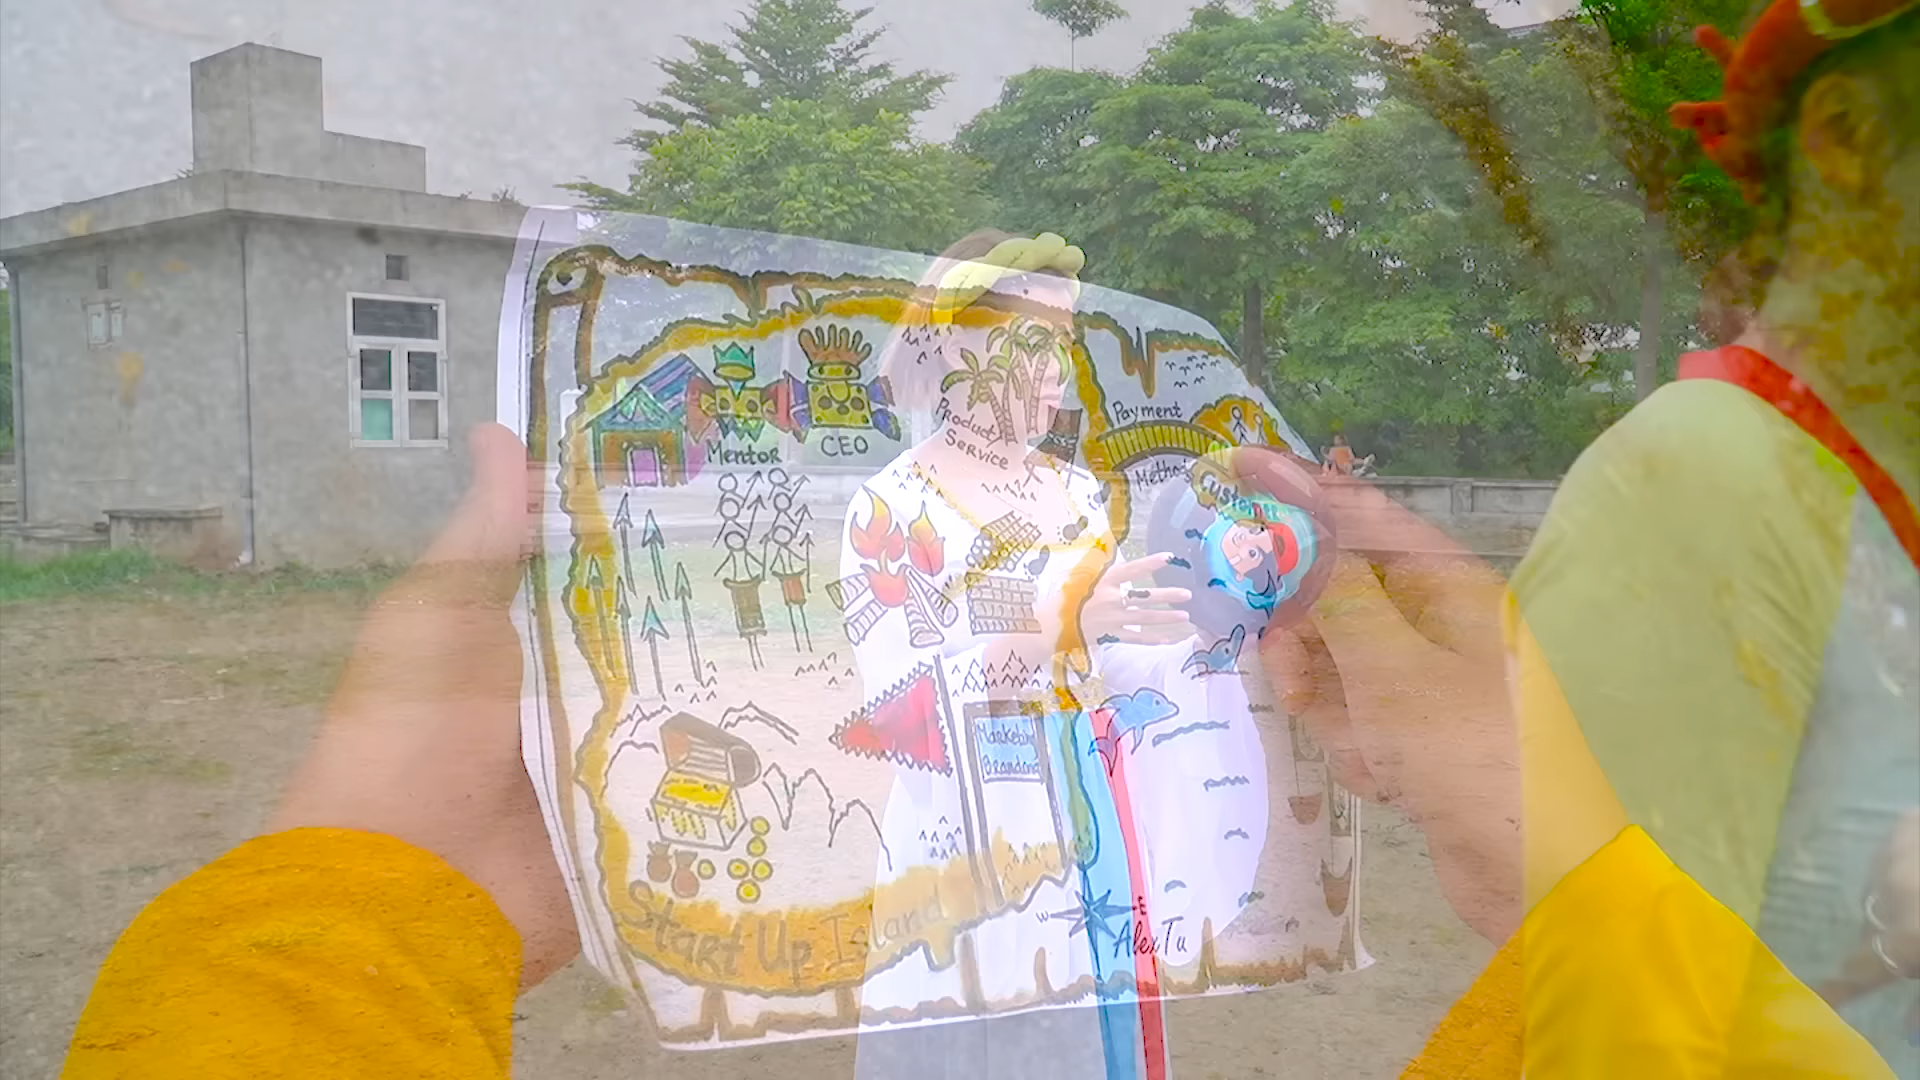 Mentor
CEO
Product
Service
Payment
Method
Customer
Marketing
Branding
Start Up Island
W
E
AlexTu